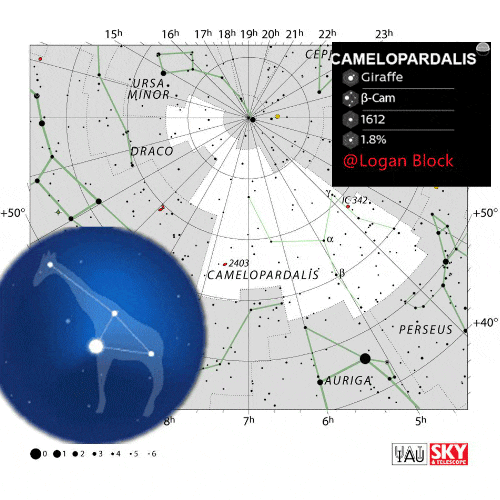 15h 16h 17h 18h 19h 20h 21h 22h 23h
CEP
CAMELOPARDALIS
Giraffe
β-Cam
1612
1.8%
@Logan Block
URSA
MINOR
DRACO
+50° +50°
γ
IC 342
α
2403
β
CAMELOPARDALIS
+40°
PERSEUS
AURIGA
8h 7h 6h 5h
0 1 2 3 4 5 6
IAU SKY
& TELESCOPE